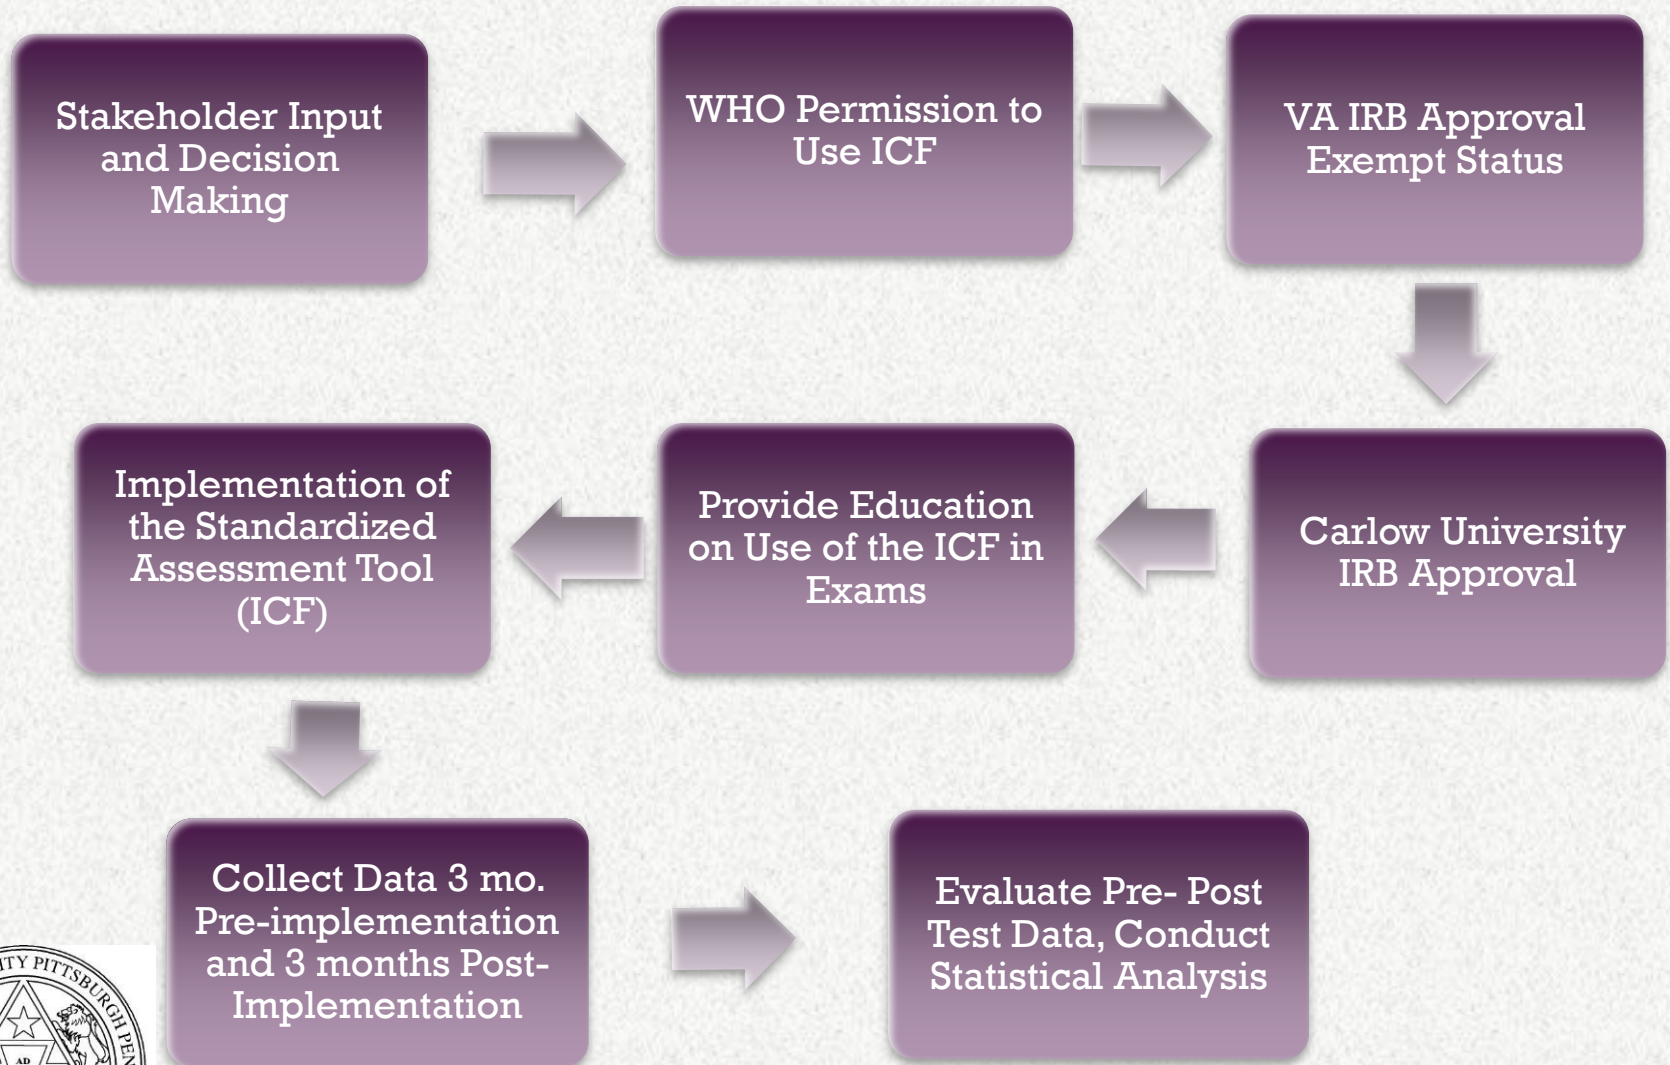 Stakeholder Input
and Decision
Making
WHO Permission to
Use ICF
VA IRB Approval
Exempt Status
Carlow University
IRB Approval
Provide Education
on Use of the ICF in
Exams
Implementation of
the Standardized
Assessment Tool
(ICF)
Collect Data 3 mo.
Pre-implementation
and 3 months Post-
Implementation
Evaluate Pre- Post
Test Data, Conduct
Statistical Analysis
PITTSBURGH
AD